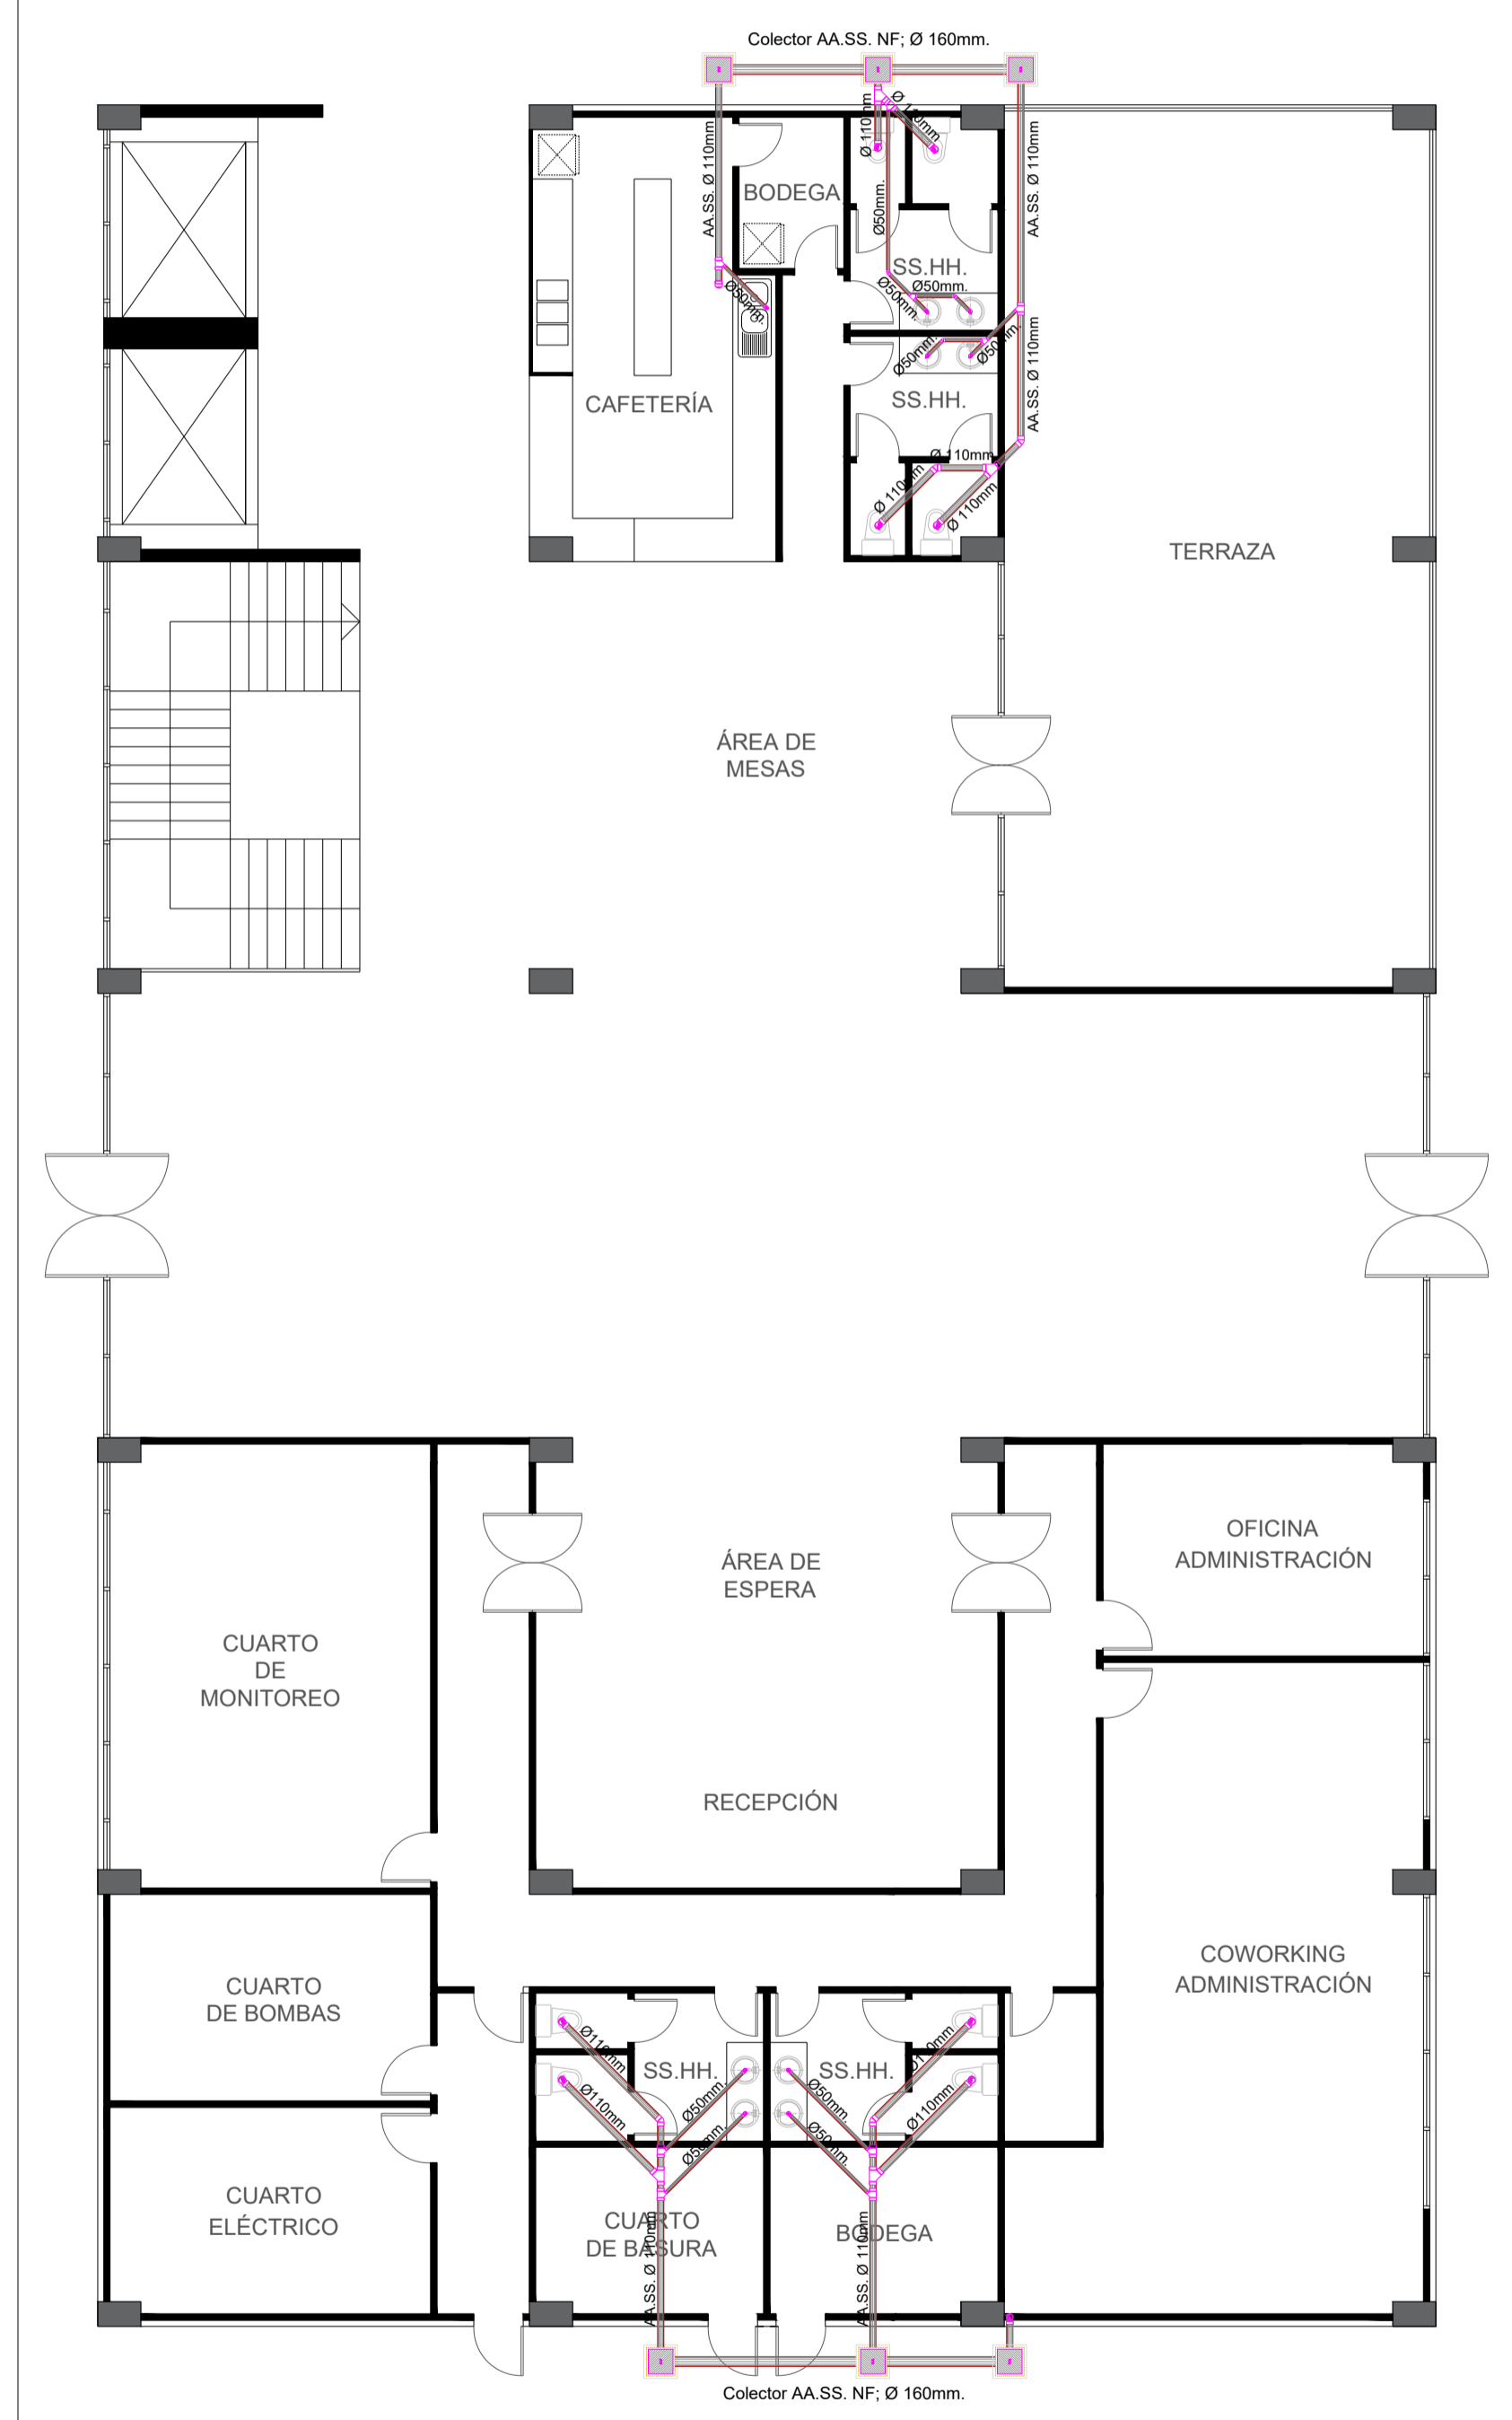 Colector AA.SS. NF; Ø 160mm.
Ø 110mm
Ø 110mm
AA.SS. Ø 110mm
AA.SS. Ø 110mm
BODEGA
Ø50mm.
SS.HH.
Ø50mm.
Ø50mm.
Ø50mm.
Ø50mm.
Ø50mm.
AA.SS. Ø 110mm
CAFETERÍA
SS.HH.
Ø 110mm
Ø 110mm
Ø 110mm
TERRAZA
ÁREA DE
MESAS
OFICINA
ADMINISTRACIÓN
ÁREA DE
ESPERA
CUARTO
DE
MONITOREO
RECEPCIÓN
COWORKING
ADMINISTRACIÓN
CUARTO
DE BOMBAS
Ø110mm
Ø110mm
SS.HH.
SS.HH.
Ø110mm
Ø50mm.
Ø50mm.
Ø110mm
Ø50mm.
Ø50mm.
CUARTO
ELÉCTRICO
CUARTO
DE BASURA
BODEGA
AA.SS. Ø 110mm
AA.SS. Ø 110mm
Colector AA.SS. NF; Ø 160mm.